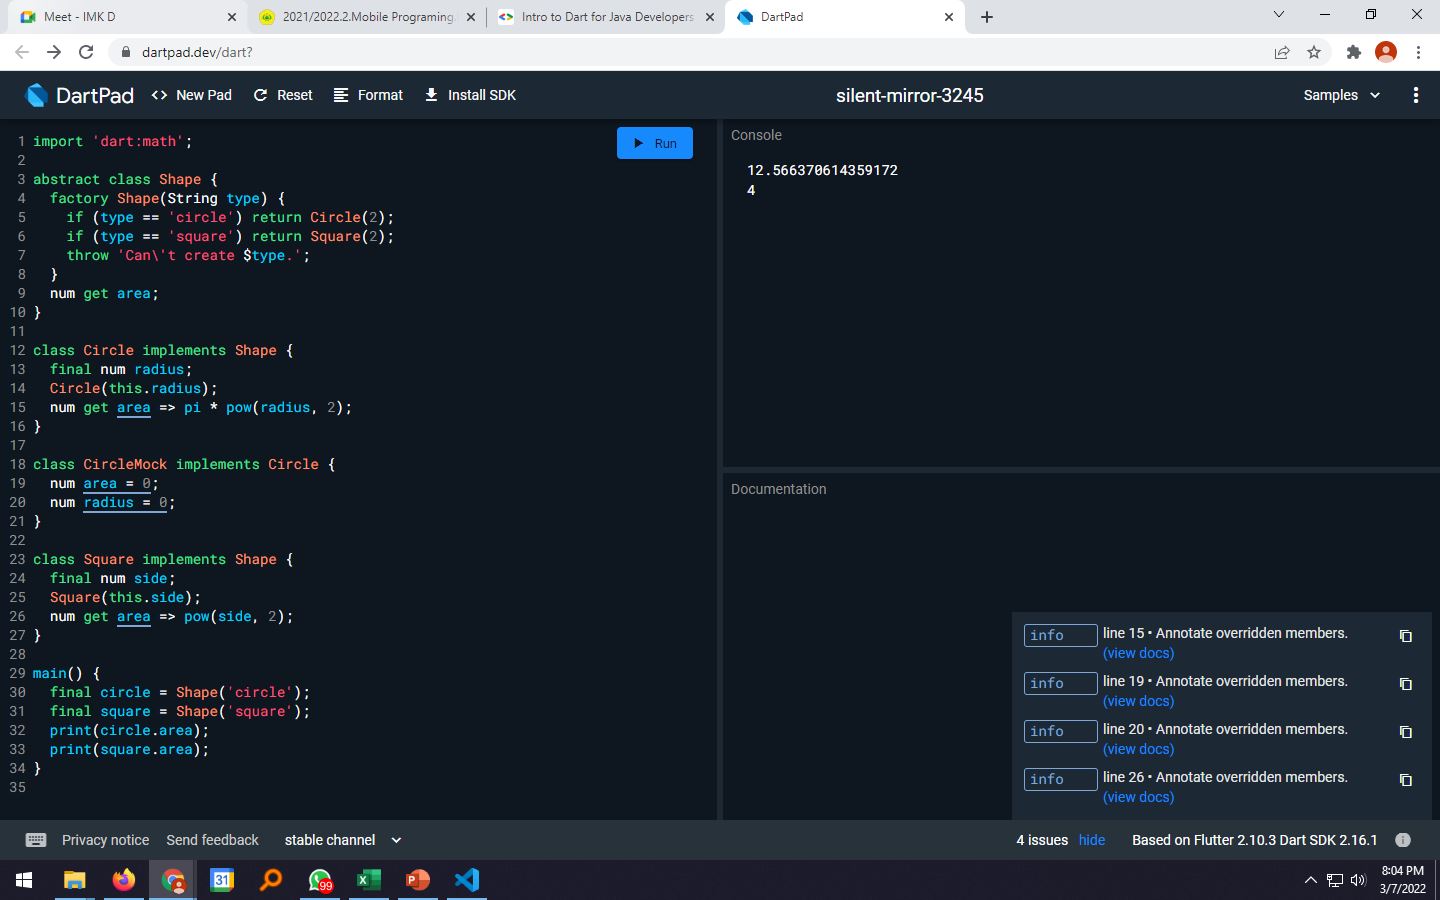 Meet - IMK D
2021/2022.2.Mobile Programing.
Intro to Dart for Java Developers
DartPad
dartpad.dev/dart?
DartPad
<> New Pad
Reset
Format
Install SDK
silent-mirror-3245
Samples
1 import 'dart:math';
2
3 abstract class Shape {
4   factory Shape(String type) {
5     if (type == 'circle') return Circle(2);
6     if (type == 'square') return Square(2);
7     throw 'Can\'t create $type.';
8   }
9   num get area;
10 }
11
12 class Circle implements Shape {
13   final num radius;
14   Circle(this.radius);
15   num get area => pi * pow(radius, 2);
16 }
17
18 class CircleMock implements Circle {
19   num area = 0;
20   num radius = 0;
21 }
22
23 class Square implements Shape {
24   final num side;
25   Square(this.side);
26   num get area => pow(side, 2);
27 }
28
29 main() {
30   final circle = Shape('circle');
31   final square = Shape('square');
32   print(circle.area);
33   print(square.area);
34 }
35
Run
Console
12.566370614359172
4
Documentation
info line 15 • Annotate overridden members.
(view docs)
info line 19 • Annotate overridden members.
(view docs)
info line 20 • Annotate overridden members.
(view docs)
info line 26 • Annotate overridden members.
(view docs)
Privacy notice
Send feedback
stable channel
4 issues hide
Based on Flutter 2.10.3 Dart SDK 2.16.1
31
99
8:04 PM
3/7/2022